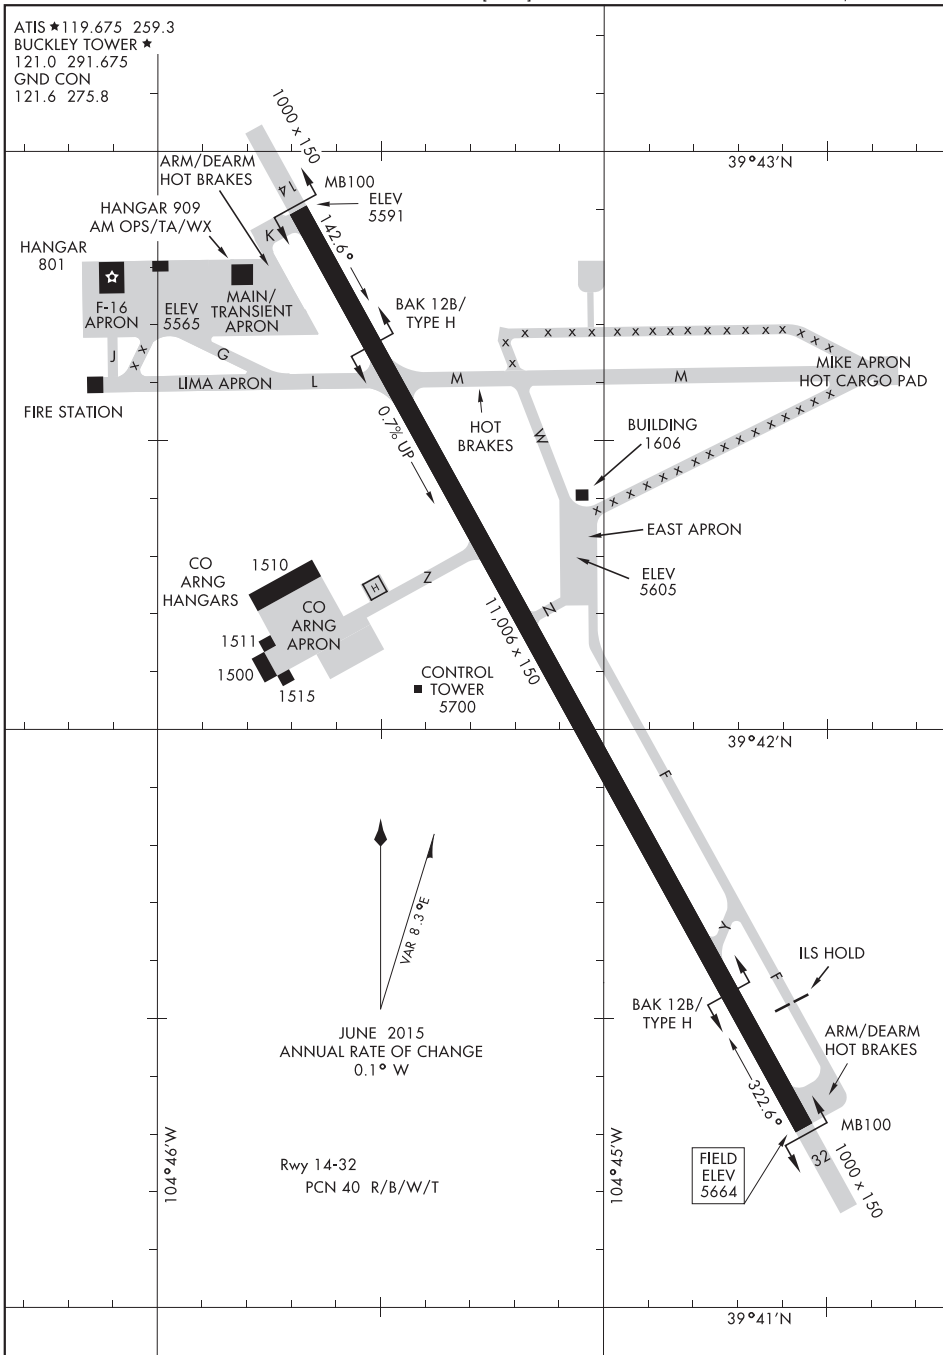 ATIS ★ 119.675 259.3
BUCKLEY TOWER ★
121.0 291.675
GND CON
121.6 275.8
1000 x 150
39°43'N
ARM/DEARM
HOT BRAKES
14
MB100
ELEV
5591
HANGAR 909
AM OPS/TA/WX
K
142.6°
HANGAR
801
F-16
APRON
ELEV
5565
MAIN/
TRANSIENT
APRON
BAK 12B/
TYPE H
J
x x
G
x x x x x x x x x x x x x x x x
MIKE APRON
HOT CARGO PAD
LIMA APRON
L
M
M
FIRE STATION
HOT
BRAKES
0.7% UP
W
BUILDING
1606
x x x x x x x x x x x x x x x x x
EAST APRON
ELEV
5605
CO
ARNG
HANGARS
1510
H
Z
CO
ARNG
APRON
N
1511
1500
1515
11,006 x 150
CONTROL
TOWER
5700
39°42'N
F
VAR 8.3°E
Y
F
ILS HOLD
BAK 12B/
TYPE H
JUNE 2015
ANNUAL RATE OF CHANGE
0.1° W
ARM/DEARM
HOT BRAKES
322.6°
MB100
104°46'W
104°45'W
Rwy 14-32
PCN 40 R/B/W/T
FIELD
ELEV
5664
32
1000 x 150
39°41'N